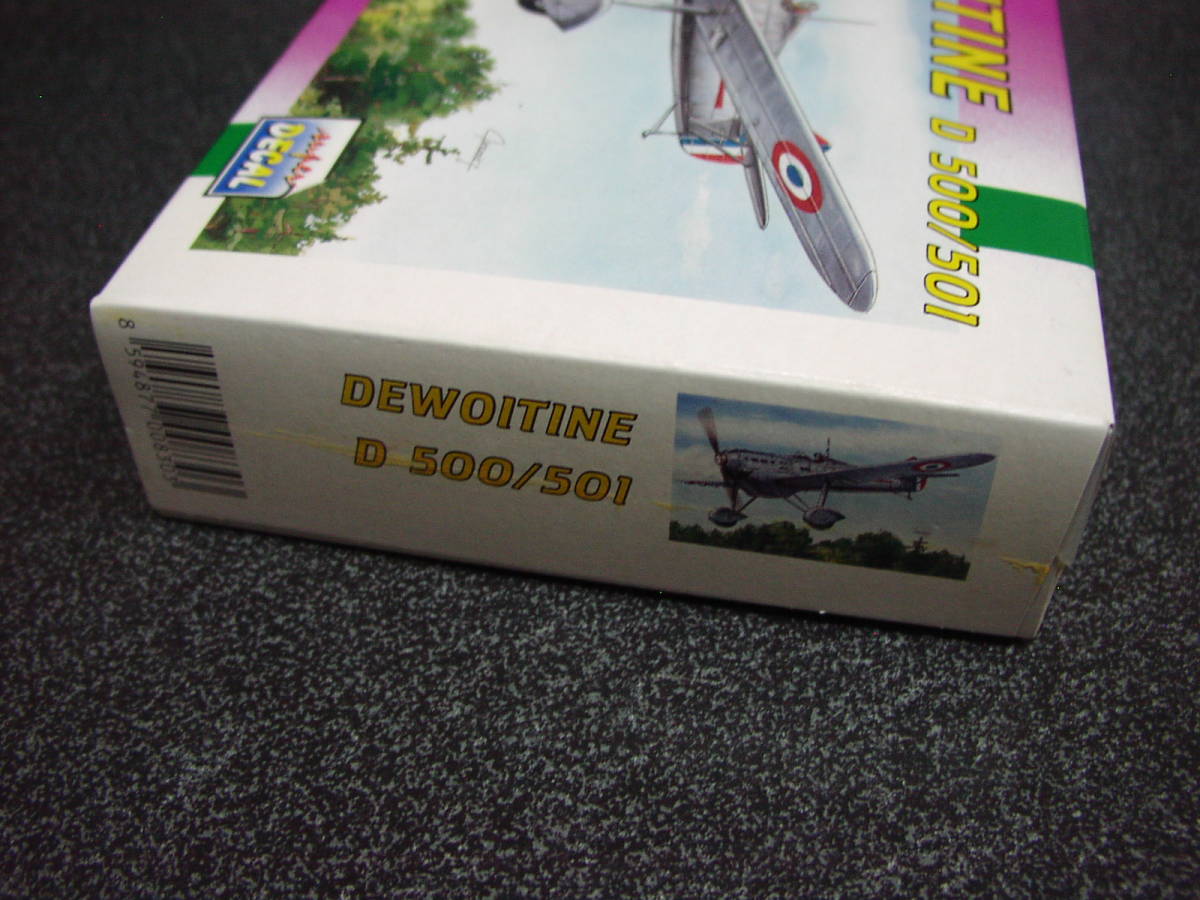 TINE D 500/501
DECAL
DEWOITINE
D 500/501